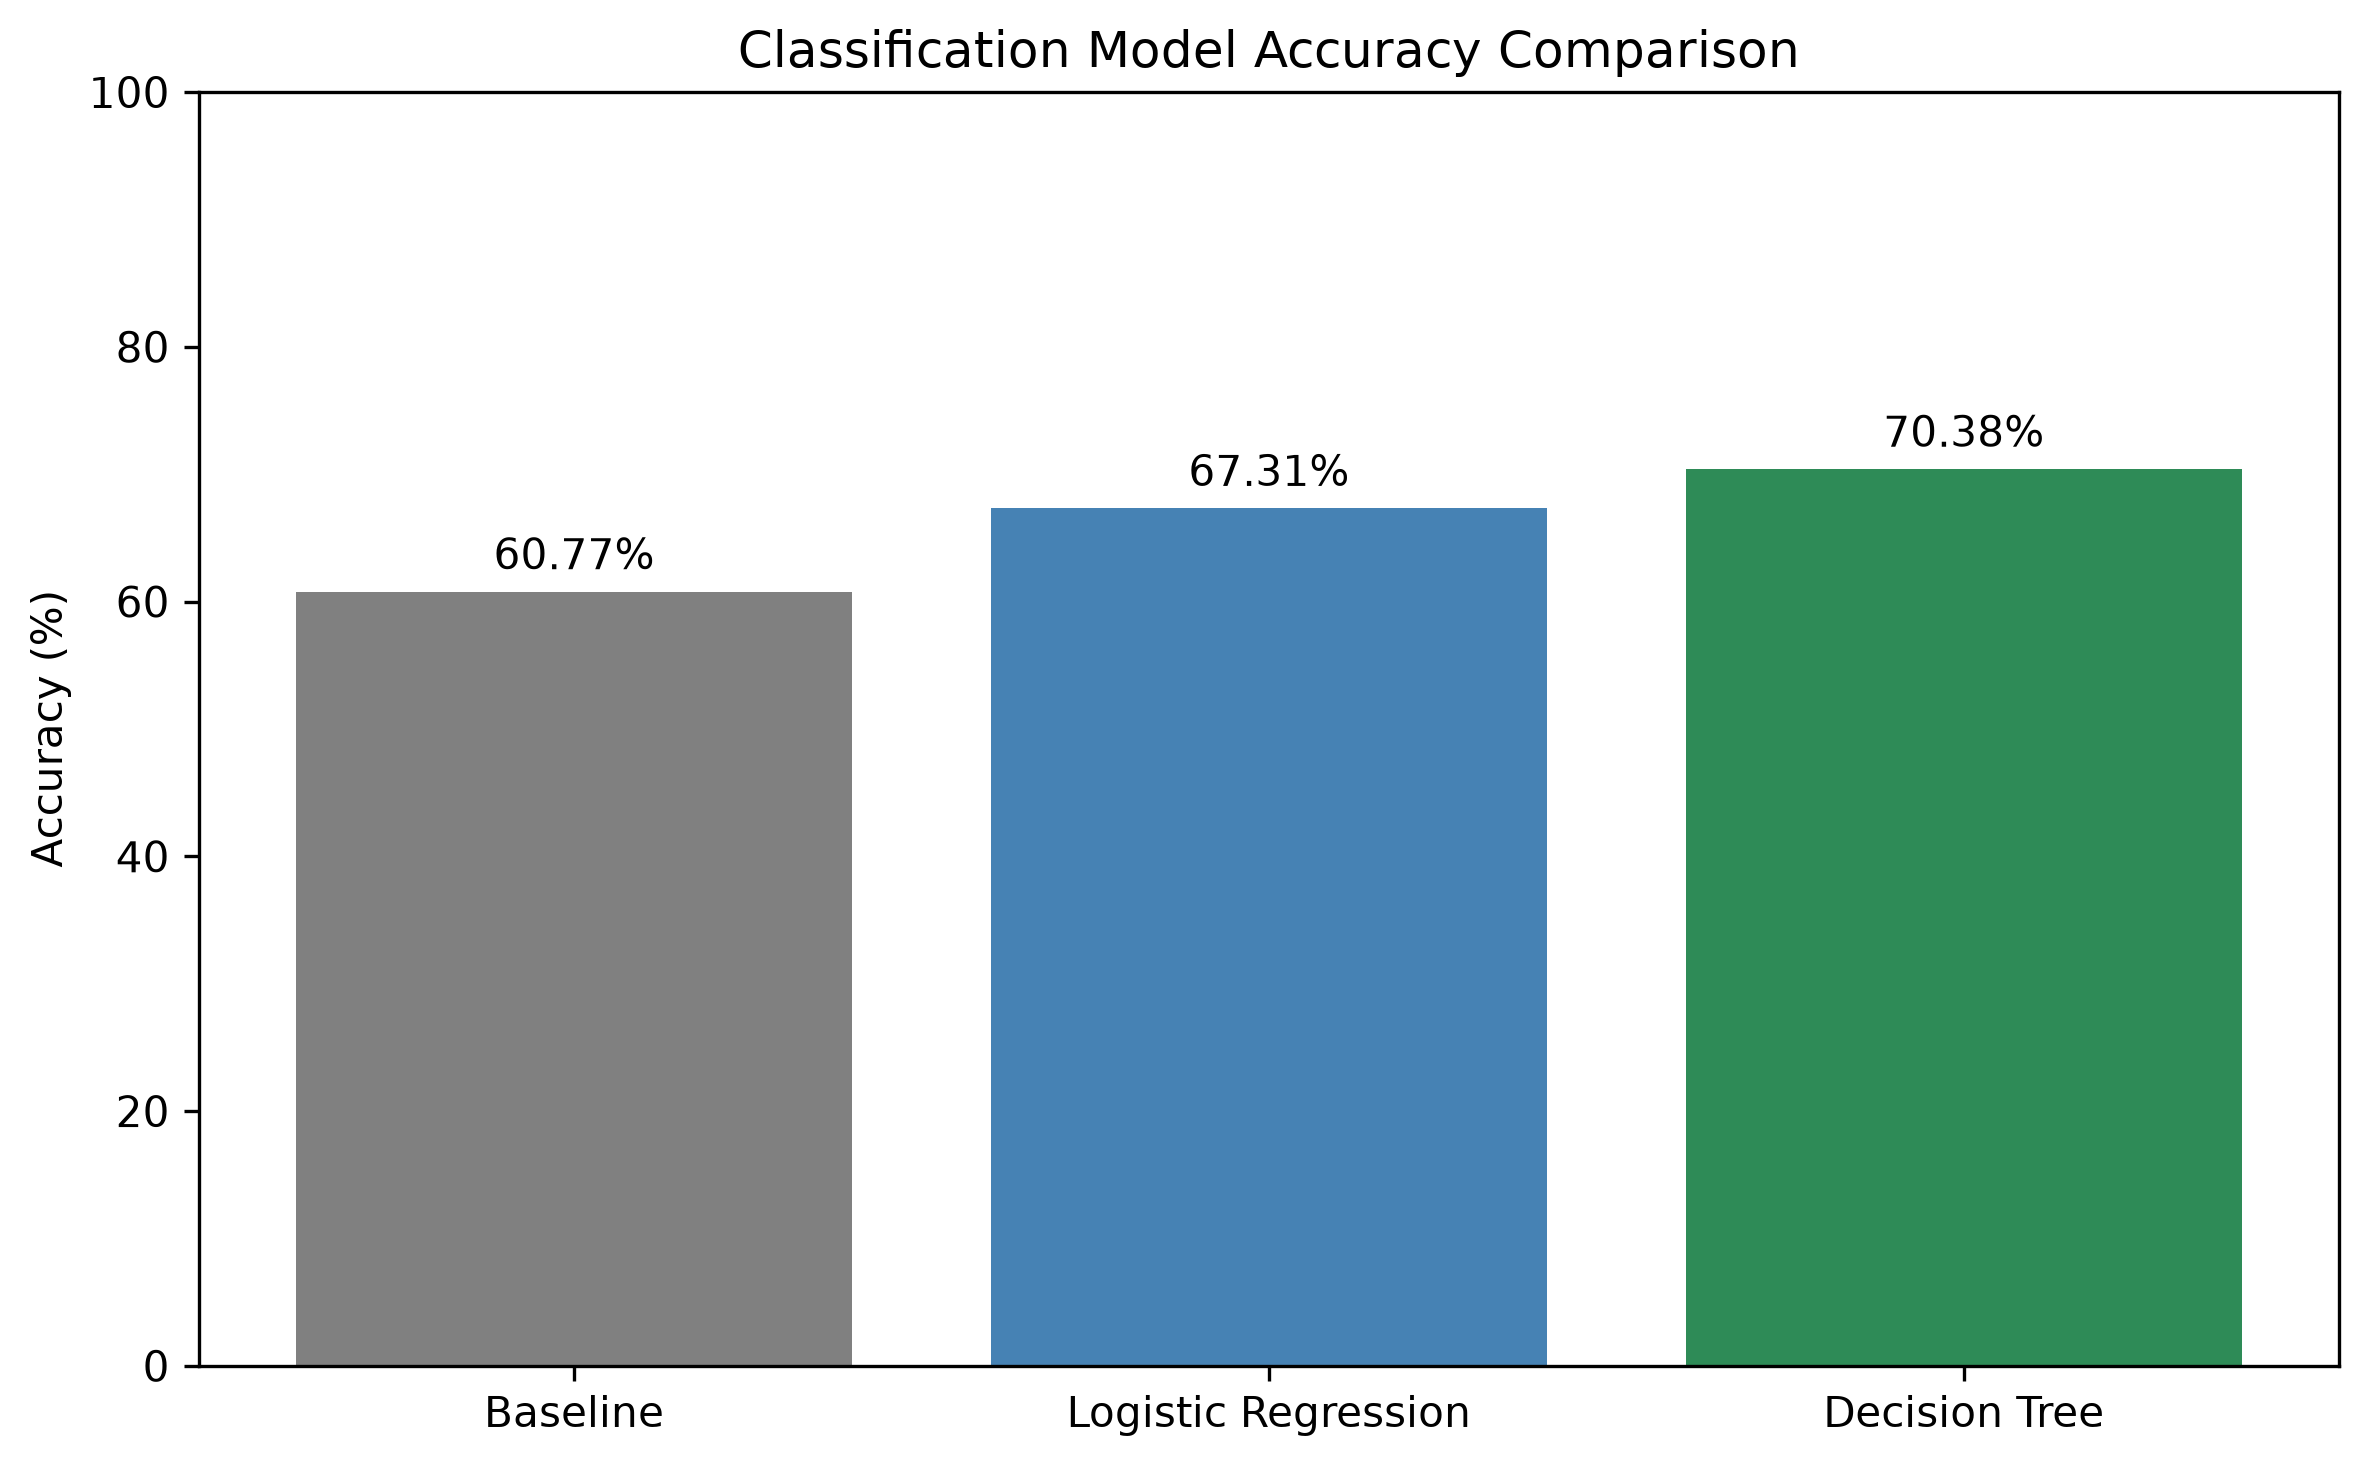 Classification Model Accuracy Comparison
100
80
60
40
20
0
Accuracy (%)
60.77%
67.31%
70.38%
Baseline
Logistic Regression
Decision Tree